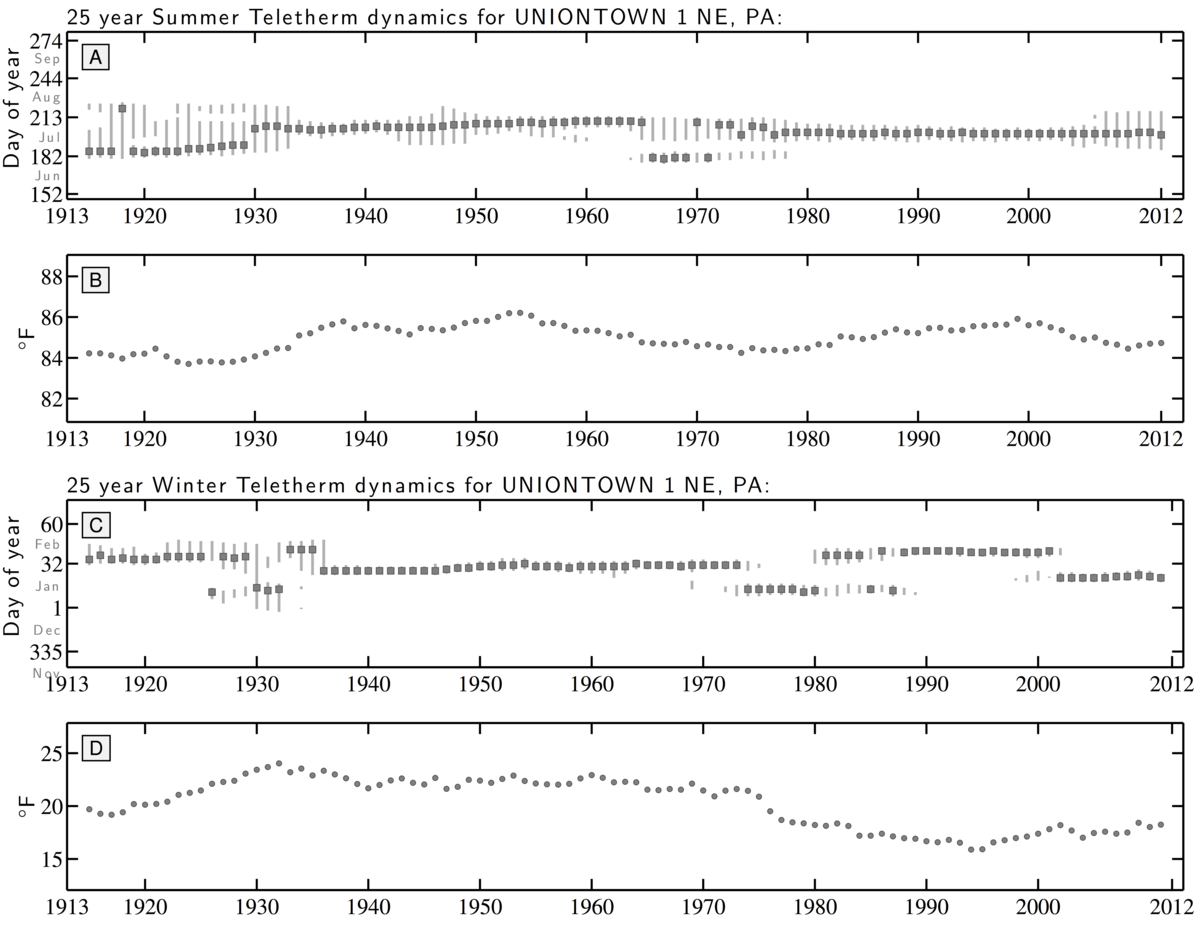 25 year Summer Teletherm dynamics for UNIONTOWN 1 NE, PA:
A
Day of year
274
Sep
244
Aug
213
Jul
182
Jun
152
1913 1920 1930 1940 1950 1960 1970 1980 1990 2000 2012
B
°F
88
86
84
82
1913 1920 1930 1940 1950 1960 1970 1980 1990 2000 2012
25 year Winter Teletherm dynamics for UNIONTOWN 1 NE, PA:
C
Day of year
60
Feb
32
Jan
1
Dec
335
Nov
1913 1920 1930 1940 1950 1960 1970 1980 1990 2000 2012
D
°F
25
20
15
1913 1920 1930 1940 1950 1960 1970 1980 1990 2000 2012